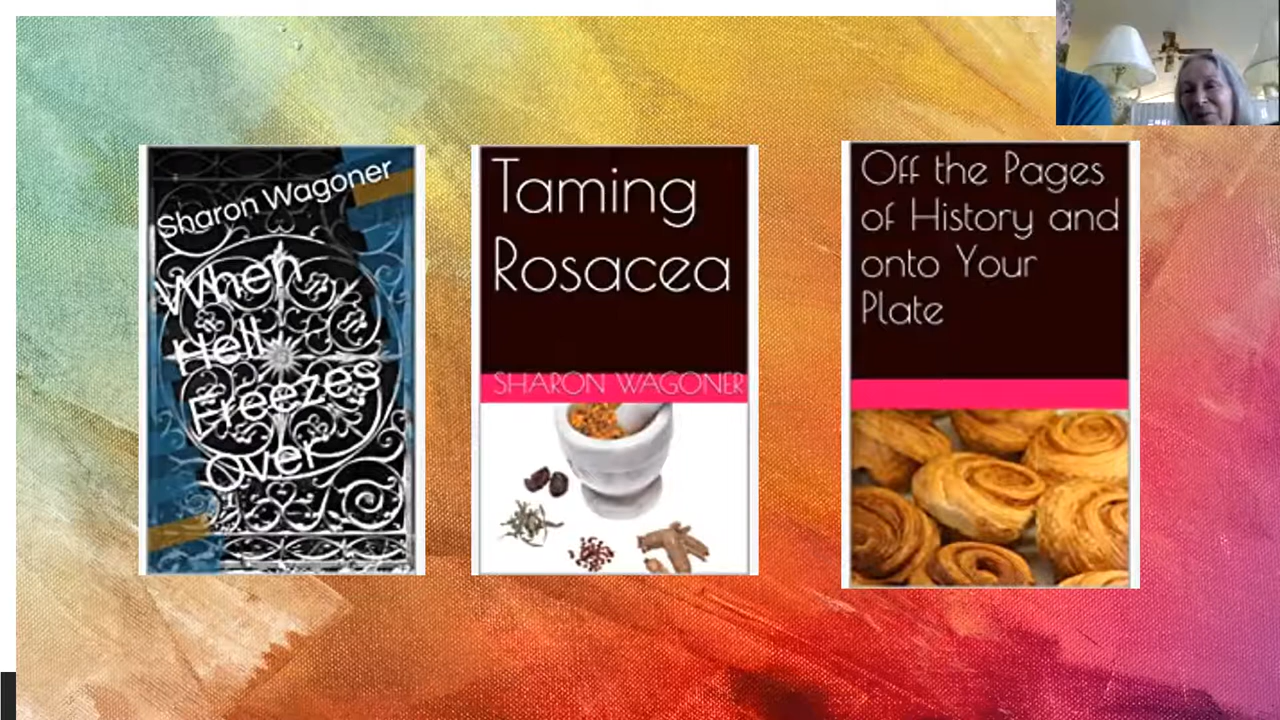 Sharon Wagoner
When
Hell
Freezes
Over
Taming
Rosacea
SHARON WAGONER
Off the Pages
of History and
onto Your
Plate